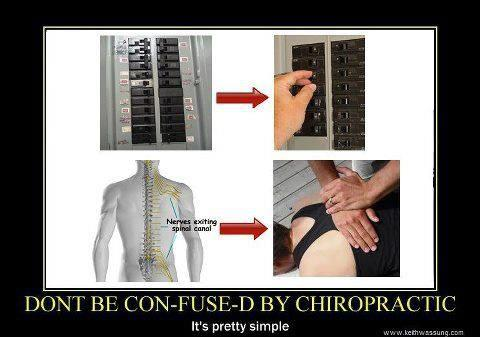 Nerves exiting
spinal canal
DONT BE CON-FUSE-D BY CHIROPRACTIC
It's pretty simple
www.keithwassung.com